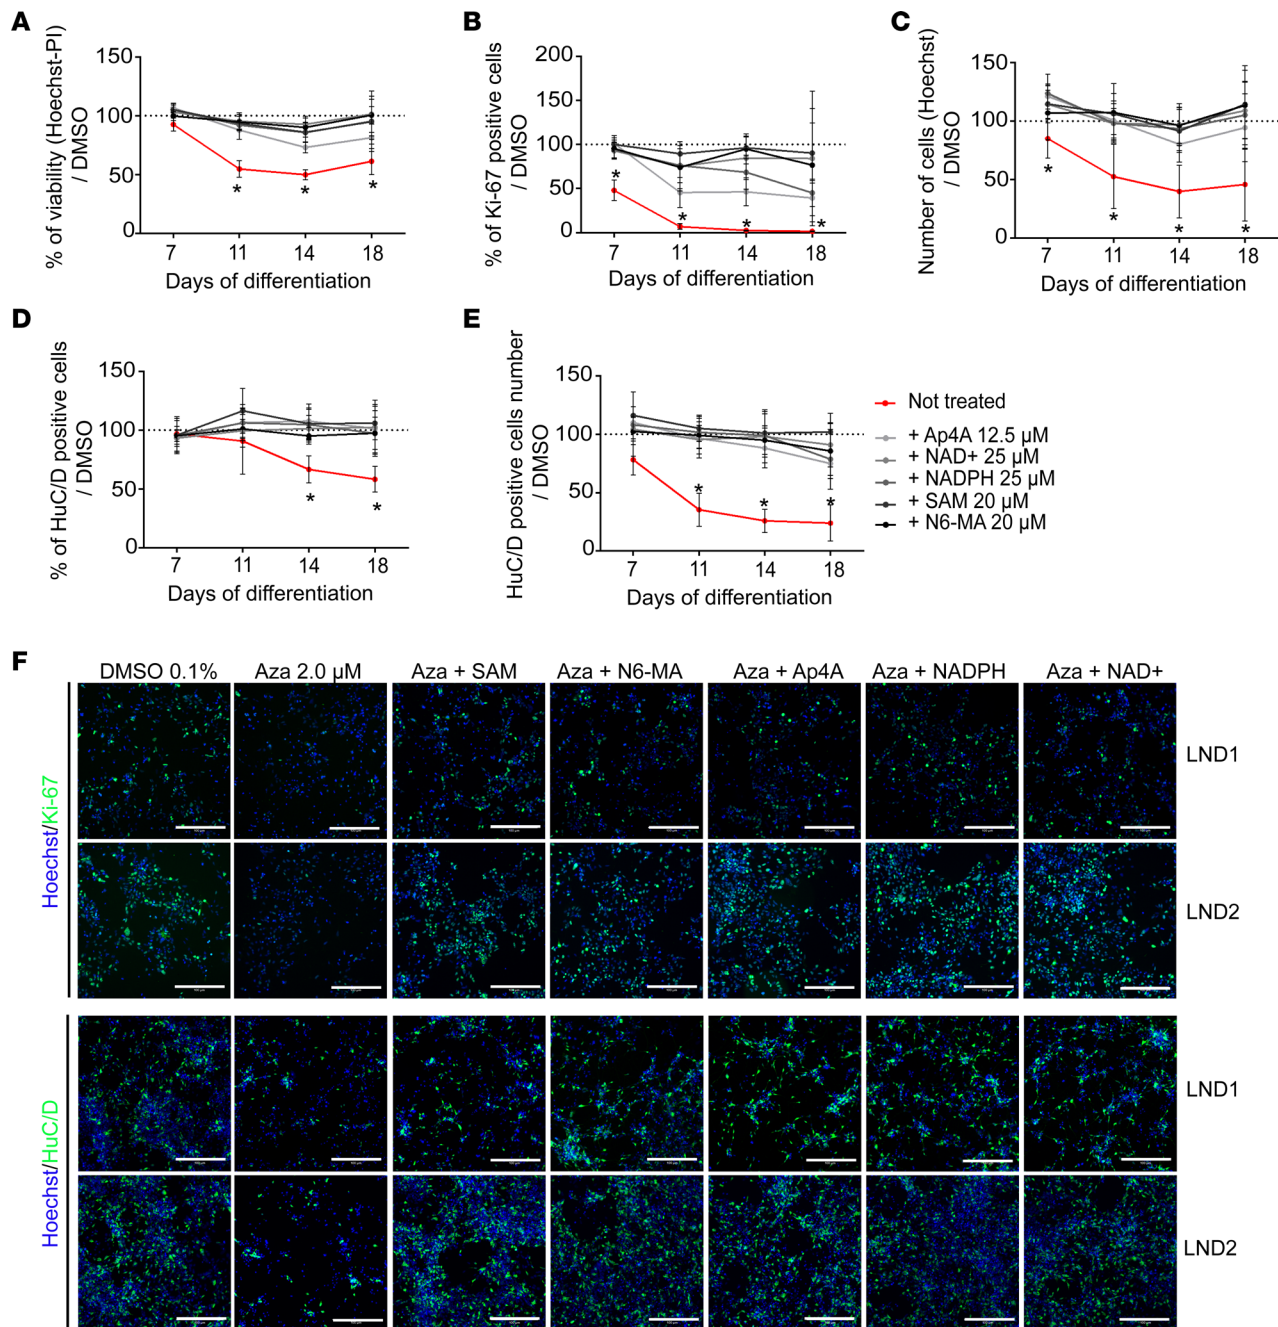 A
% of viability (Hoechst-PI)
/ DMSO
150
100
50
0
*
*
*
7
11
14
18
Days of differentiation
B
% of Ki-67 positive cells
/ DMSO
200
150
100
50
0
*
*
*
*
7
11
14
18
Days of differentiation
C
Number of cells (Hoechst)
/ DMSO
150
100
50
0
*
*
*
*
7
11
14
18
Days of differentiation
D
% of HuC/D positive cells
/ DMSO
150
100
50
0
*
*
7
11
14
18
Days of differentiation
E
HuC/D positive cells number
/ DMSO
150
100
50
0
*
*
*
7
11
14
18
Days of differentiation
Not treated
+ Ap4A 12.5 µM
+ NAD+ 25 µM
+ NADPH 25 µM
+ SAM 20 µM
+ N6-MA 20 µM
F
DMSO 0.1%
Aza 2.0 µM
Aza + SAM
Aza + N6-MA
Aza + Ap4A
Aza + NADPH
Aza + NAD+
Hoechst/Ki-67
LND1
LND2
Hoechst/HuC/D
LND1
LND2